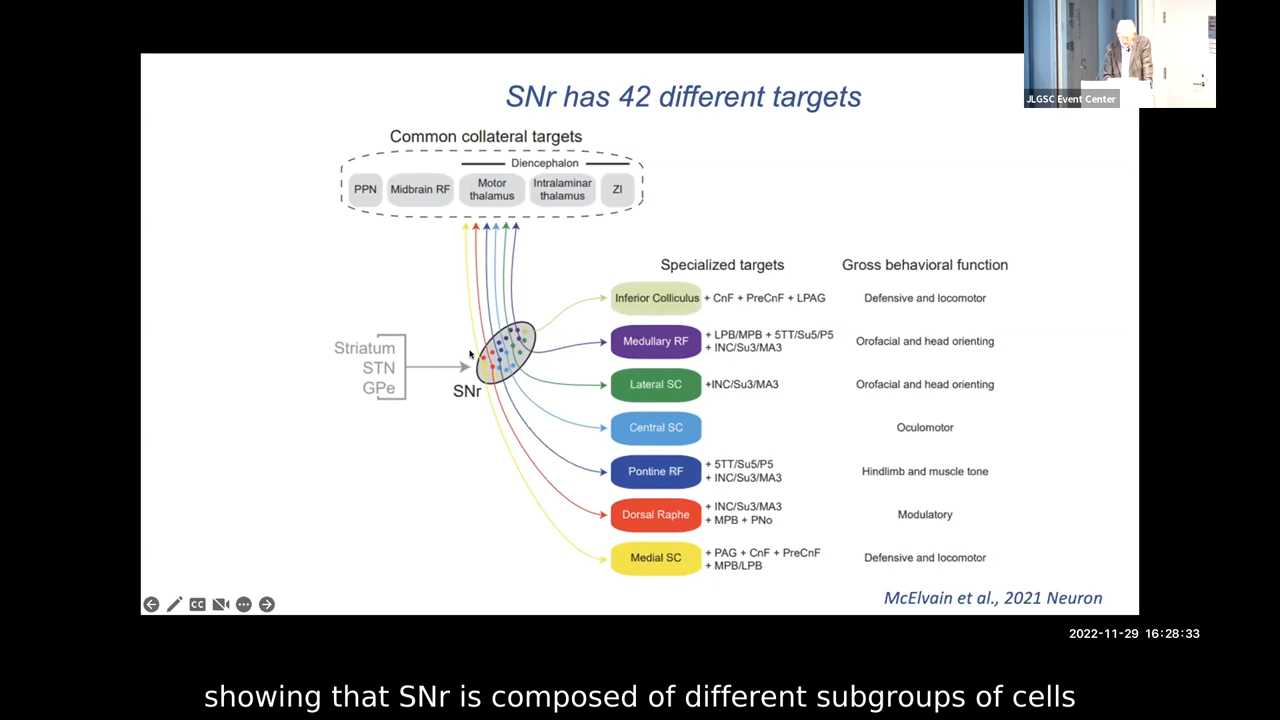 SNr has 42 different targets
JLGSC Event Center
Common collateral targets
Diencephalon
PPN
Midbrain RF
Motor
thalamus
Intralaminar
thalamus
ZI
Specialized targets
Gross behavioral function
Inferior Colliculus + CnF + PreCnF + LPAG
Defensive and locomotor
Medullary RF
+ LPB/MPB + 5TT/Su5/P5
+ INC/Su3/MA3
Orofacial and head orienting
Lateral SC +INC/Su3/MA3
Orofacial and head orienting
Central SC
Oculomotor
Pontine RF
+ 5TT/Su5/P5
+ INC/Su3/MA3
Hindlimb and muscle tone
Dorsal Raphe
+ INC/Su3/MA3
+ MPB + PNo
Modulatory
Medial SC
+ PAG + CnF + PreCnF
+ MPB/LPB
Defensive and locomotor
Striatum
STN
GPe
SNr
CC
McElvain et al., 2021 Neuron
2022-11-29 16:28:33
showing that SNr is composed of different subgroups of cells